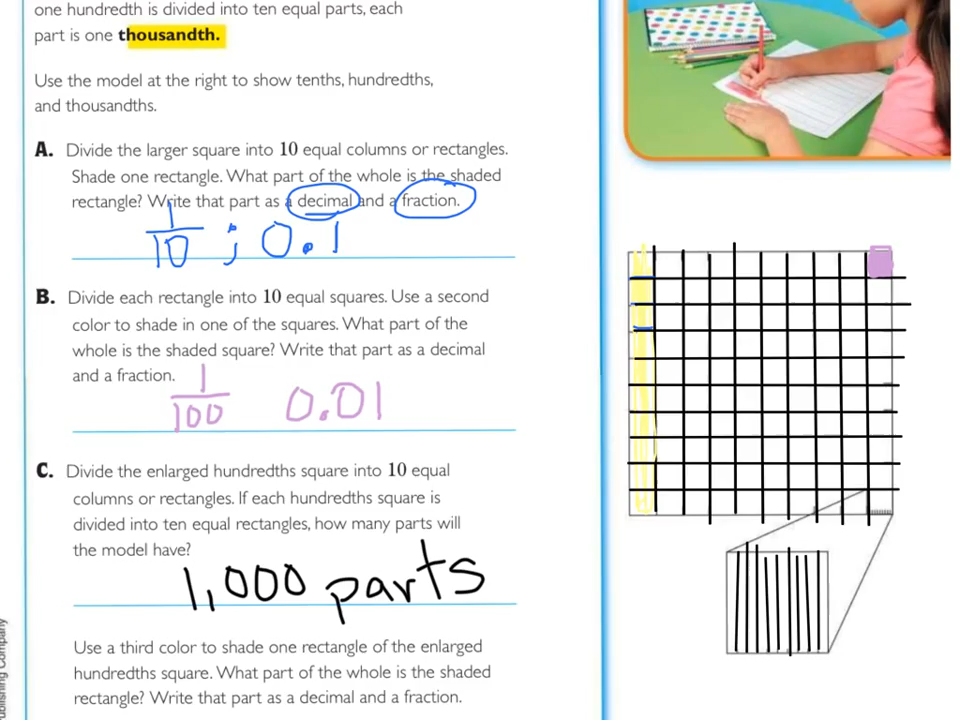 one hundredth is divided into ten equal parts, each
part is one thousandth.
Use the model at the right to show tenths, hundredths,
and thousandths.
A. Divide the larger square into 10 equal columns or rectangles.
Shade one rectangle. What part of the whole is the shaded
rectangle? Write that part as a decimal and a fraction.
1/10 ; 0.1
B. Divide each rectangle into 10 equal squares. Use a second
color to shade in one of the squares. What part of the
whole is the shaded square? Write that part as a decimal
and a fraction.
1/100 0.01
C. Divide the enlarged hundredths square into 10 equal
columns or rectangles. If each hundredths square is
divided into ten equal rectangles, how many parts will
the model have?
1,000 parts
Use a third color to shade one rectangle of the enlarged
hundredths square. What part of the whole is the shaded
rectangle? Write that part as a decimal and a fraction.
blishing Company